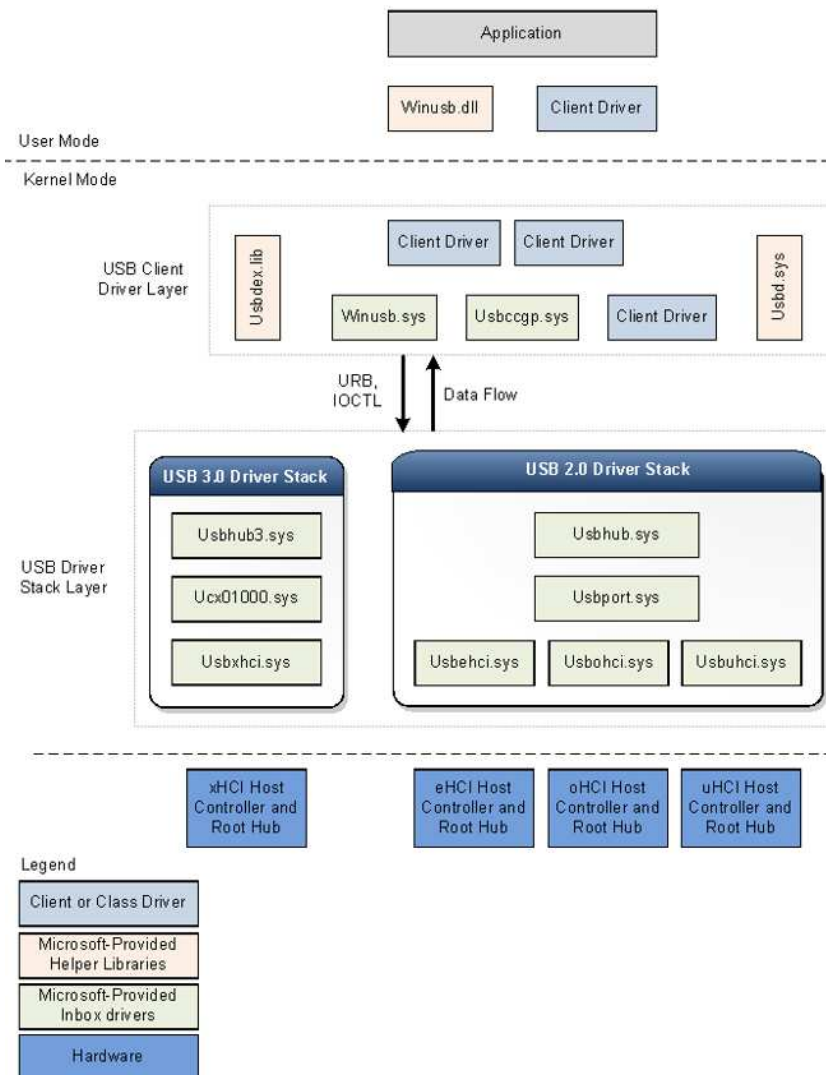 Application
Winusb.dll
Client Driver
User Mode
Kernel Mode
USB Client
Driver Layer
Usbdex.lib
Client Driver
Client Driver
Usbd.sys
Winusb.sys
Usbccgp.sys
Client Driver
URB,
IOCTL
Data Flow
USB Driver
Stack Layer
USB 3.0 Driver Stack
Usbhub3.sys
Ucx01000.sys
Usbxhci.sys
USB 2.0 Driver Stack
Usbhub.sys
Usbport.sys
Usbehci.sys
Usbohci.sys
Usbuhci.sys
xHCI Host
Controller and
Root Hub
eHCI Host
Controller and
Root Hub
oHCI Host
Controller and
Root Hub
uHCI Host
Controller and
Root Hub
Legend
Client or Class Driver
Microsoft-Provided
Helper Libraries
Microsoft-Provided
Inbox drivers
Hardware